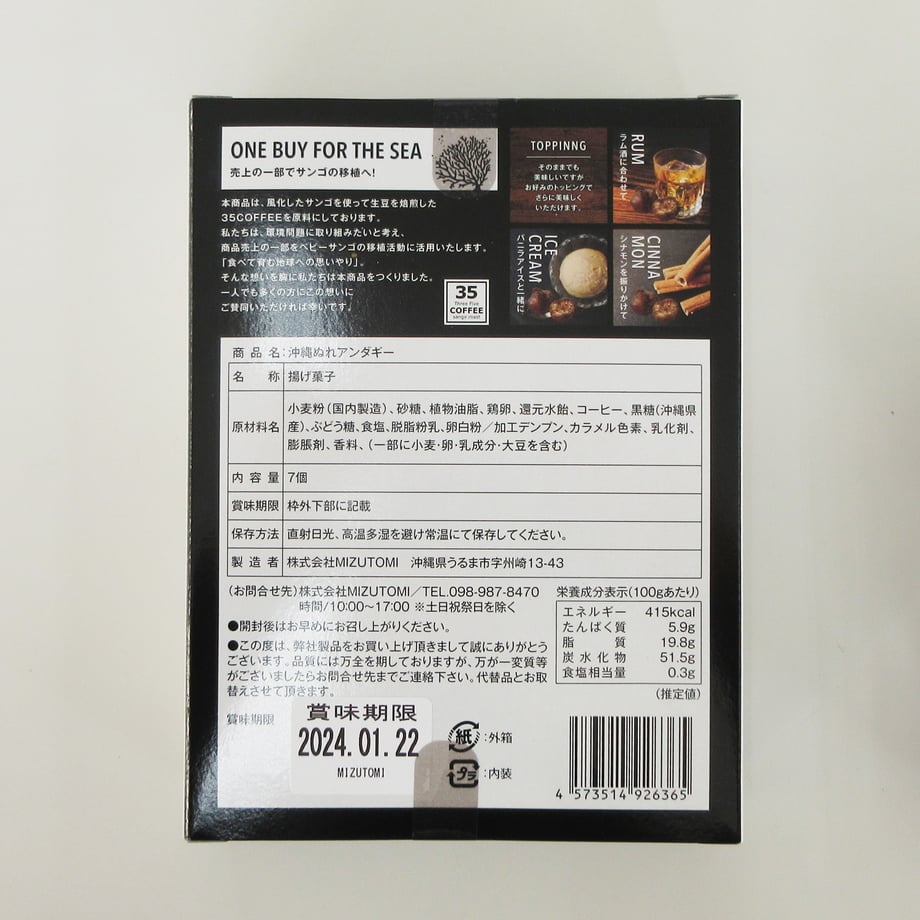 ONE BUY FOR THE SEA
売上の一部でサンゴの移植へ!
本商品は、風化したサンゴを使って生豆を焙煎した
35COFFEEを原料にしております。
私たちは、環境問題に取り組みたいと考え、
商品売上の一部をベビーサンゴの移植活動に活用いたします。
「食べて育む地球への思いやり」。
そんな想いを胸に私たちは本商品をつくりました。
一人でも多くの方にこの想いに
ご賛同いただければ幸いです。
35
Three Five
COFFEE
sango roast
TOPPINNG
そのままでも
美味しいですが
お好みのトッピングで
さらに美味しく
いただけます。
RUM
ラム酒に合わせて
ICE
CREAM
バニラアイスと一緒に
CINNA
MON
シナモンを振りかけて
商品名:沖縄ぬれアンダギー
名称 揚げ菓子
原材料名 小麦粉(国内製造)、砂糖、植物油脂、鶏卵、還元水飴、コーヒー、黒糖(沖縄県
産)、ぶどう糖、食塩、脱脂粉乳、卵白粉/加工デンプン、カラメル色素、乳化剤、
膨脹剤、香料、(一部に小麦・卵・乳成分・大豆を含む)
内容量 7個
賞味期限 枠外下部に記載
保存方法 直射日光、高温多湿を避け常温にて保存してください。
製造者 株式会社MIZUTOMI 沖縄県うるま市字州崎13-43
(お問合せ先)株式会社MIZUTOMI/TEL.098-987-8470
時間/10:00〜17:00 ※土日祝祭日を除く
●開封後はお早めにお召し上がりください。
●この度は、弊社製品をお買い上げ頂きまして誠にありがとう
ございます。品質には万全を期しておりますが、万が一変質等
がございましたらお問合せ先までご連絡下さい。代替品とお取
替えさせて頂きます。
栄養成分表示(100gあたり)
エネルギー 415kcal
たんぱく質 5.9g
脂質 19.8g
炭水化物 51.5g
食塩相当量 0.3g
(推定値)
賞味期限
賞味期限
2024.01.22
MIZUTOMI
紙:外箱
プラ:内装
4 573514 926365